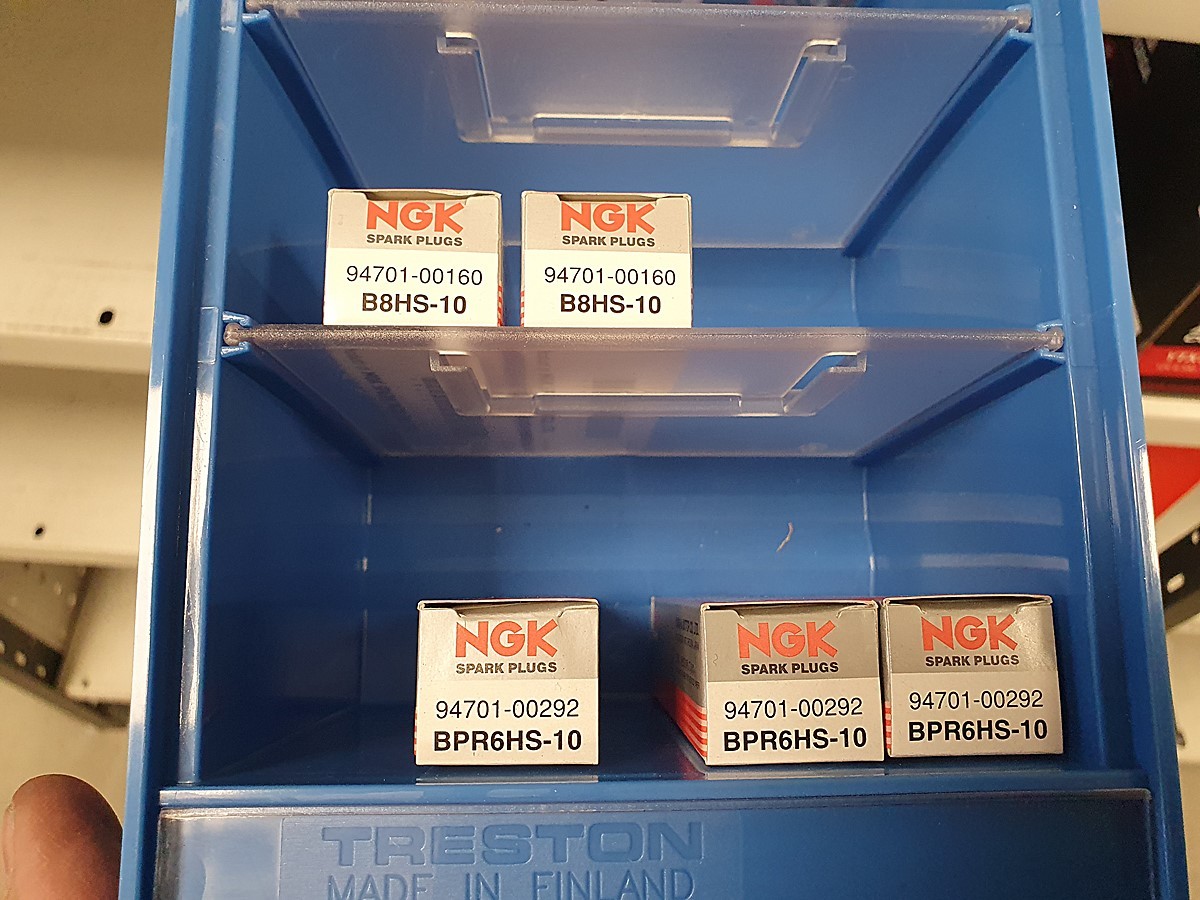 NGK
SPARK PLUGS
94701-00160
B8HS-10
NGK
SPARK PLUGS
94701-00160
B8HS-10
NGK
SPARK PLUGS
94701-00292
BPR6HS-10
NGK
SPARK PLUGS
94701-00292
BPR6HS-10
NGK
SPARK PLUGS
94701-00292
BPR6HS-10
TRESTON
MADE IN FINLAND